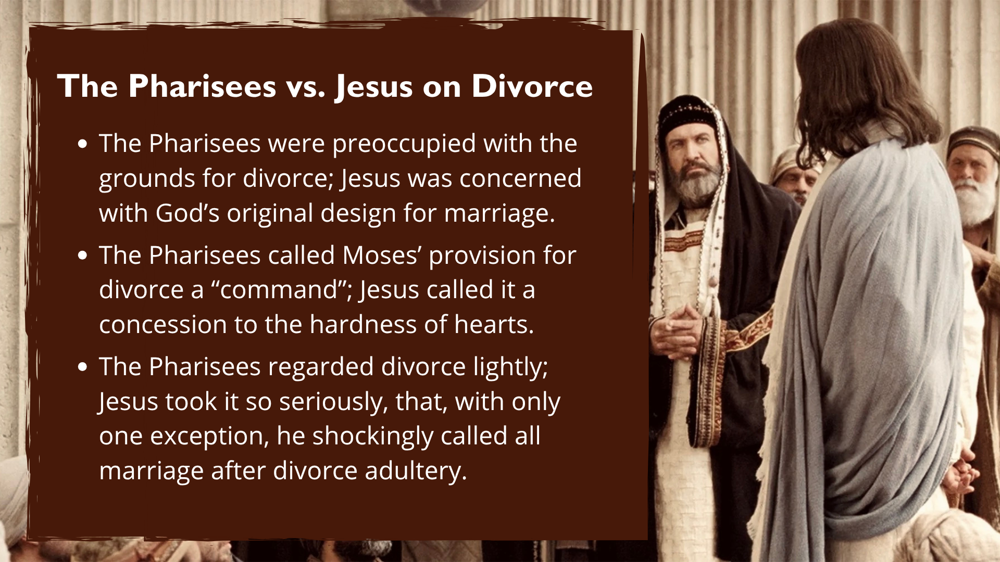 The Pharisees vs. Jesus on Divorce
• The Pharisees were preoccupied with the
grounds for divorce; Jesus was concerned
with God’s original design for marriage.
• The Pharisees called Moses’ provision for
divorce a “command”; Jesus called it a
concession to the hardness of hearts.
• The Pharisees regarded divorce lightly;
Jesus took it so seriously, that, with only
one exception, he shockingly called all
marriage after divorce adultery.